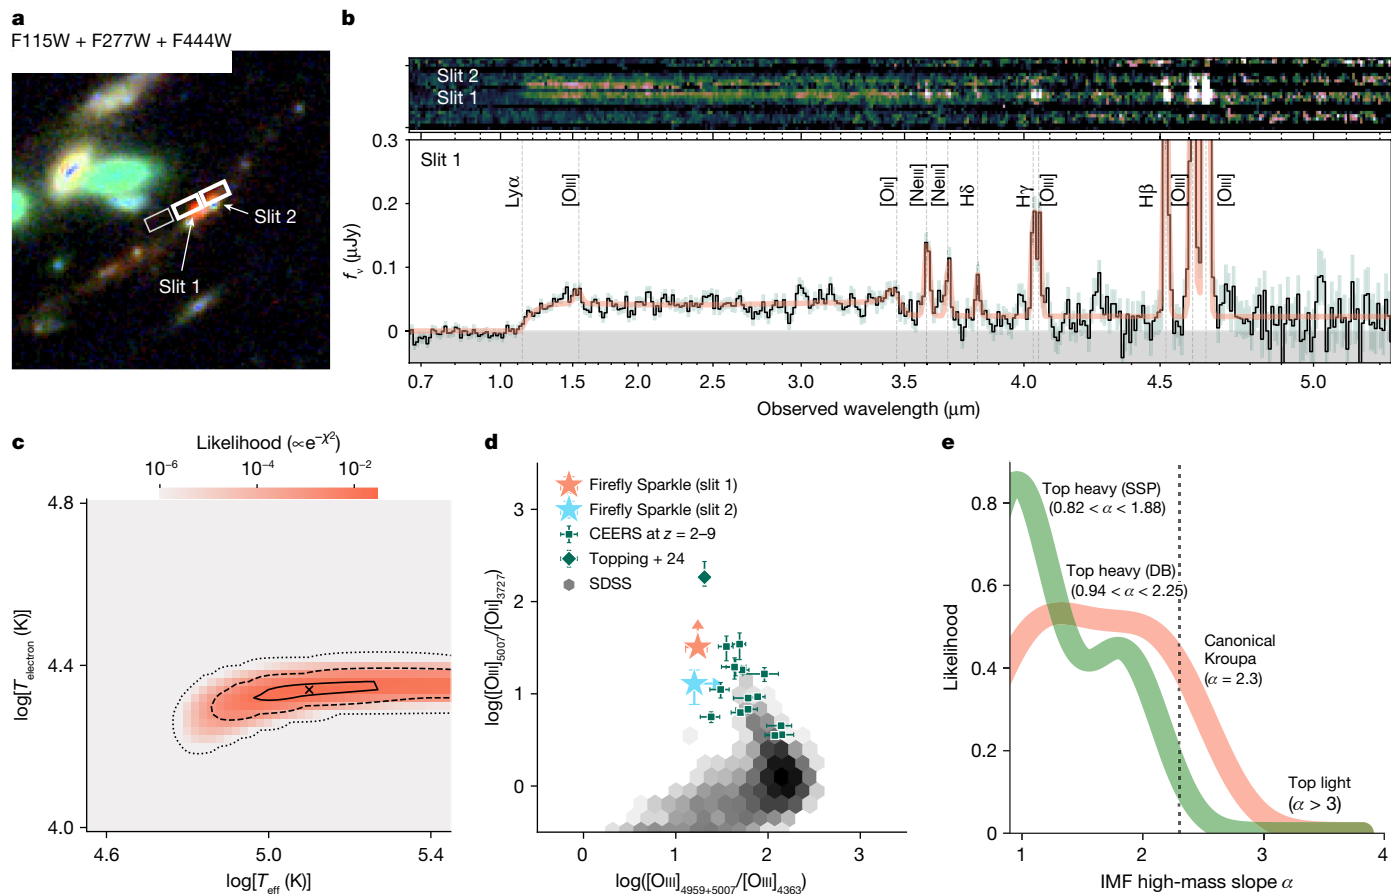 a
F115W + F277W + F444W
Slit 2
Slit 1
b
Slit 2
Slit 1
Slit 1
Lyα
[OIII]
[OII]
[NeIII]
[NeIII]
Hδ
Hγ
[OIII]
Hβ
[OIII]
[OIII]
0.3
0.2
0.1
0
fν (μJy)
0.7 1.0 1.5 2.0 2.5 3.0 3.5 4.0 4.5 5.0
Observed wavelength (μm)
c
Likelihood (∝e−χ2)
10−6 10−4 10−2
4.8
4.4
4.0
log[Telectron (K)]
4.6 5.0 5.4
log[Teff (K)]
d
Firefly Sparkle (slit 1)
Firefly Sparkle (slit 2)
CEERS at z = 2–9
Topping + 24
SDSS
3
2
1
0
log([OIII]5007/[OII]3727)
0 1 2 3
log([OIII]4959+5007/[OIII]4363)
e
Top heavy (SSP)
(0.82 < α < 1.88)
Top heavy (DB)
(0.94 < α < 2.25)
Canonical
Kroupa
(α = 2.3)
Top light
(α > 3)
0.8
0.6
0.4
0.2
0
Likelihood
1 2 3 4
IMF high-mass slope α